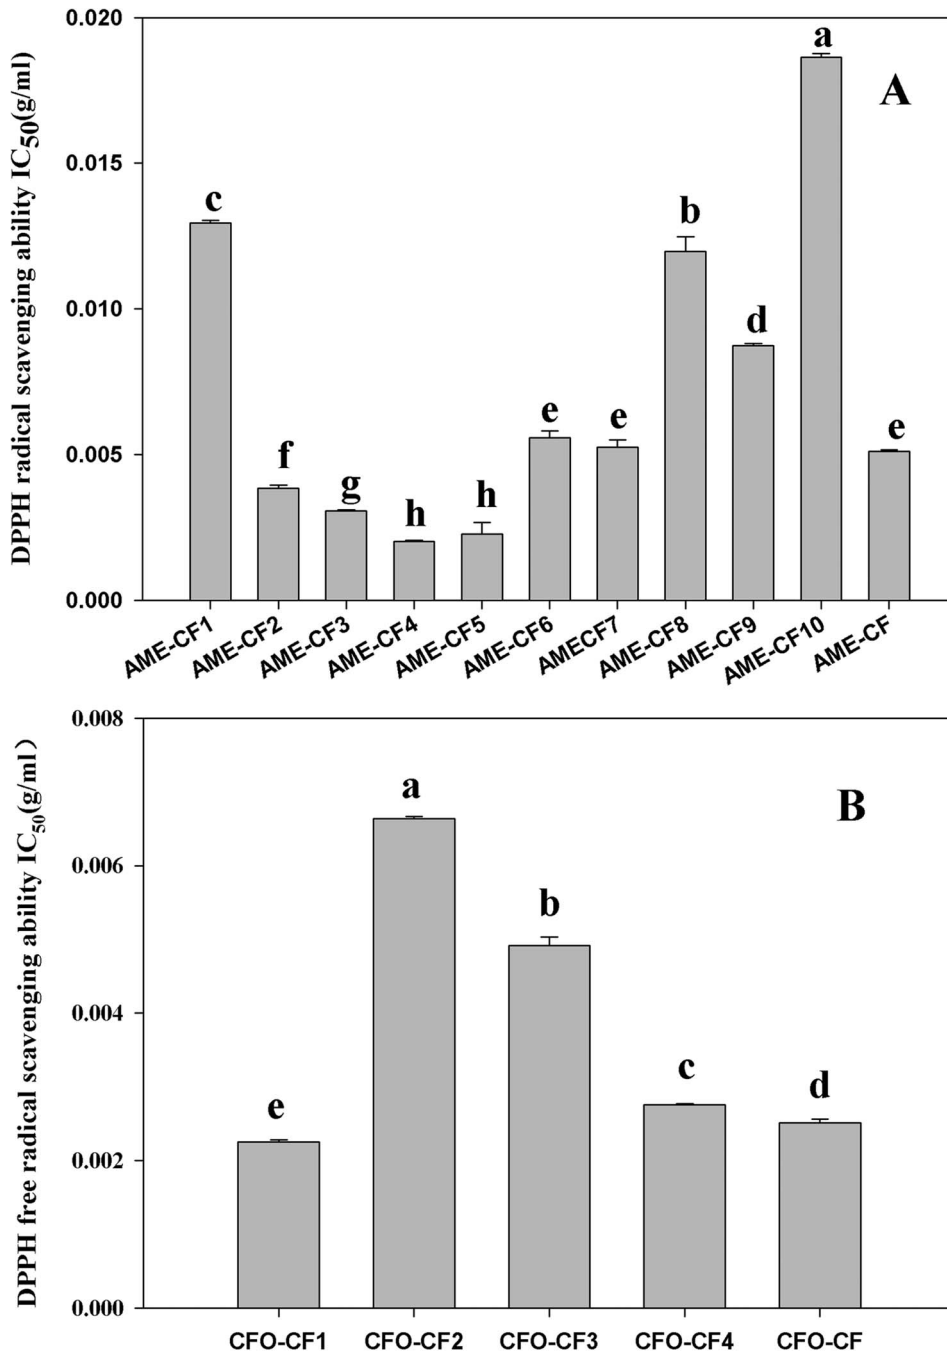 DPPH radical scavenging ability IC50(g/ml)
0.020
0.015
0.010
0.005
0.000
A
c
f
g
h
h
e
e
b
d
a
e
AME-CF1
AME-CF2
AME-CF3
AME-CF4
AME-CF5
AME-CF6
AMECF7
AME-CF8
AME-CF9
AME-CF10
AME-CF
DPPH free radical scavenging ability IC50(g/ml)
0.008
0.006
0.004
0.002
0.000
B
e
a
b
c
d
CFO-CF1
CFO-CF2
CFO-CF3
CFO-CF4
CFO-CF